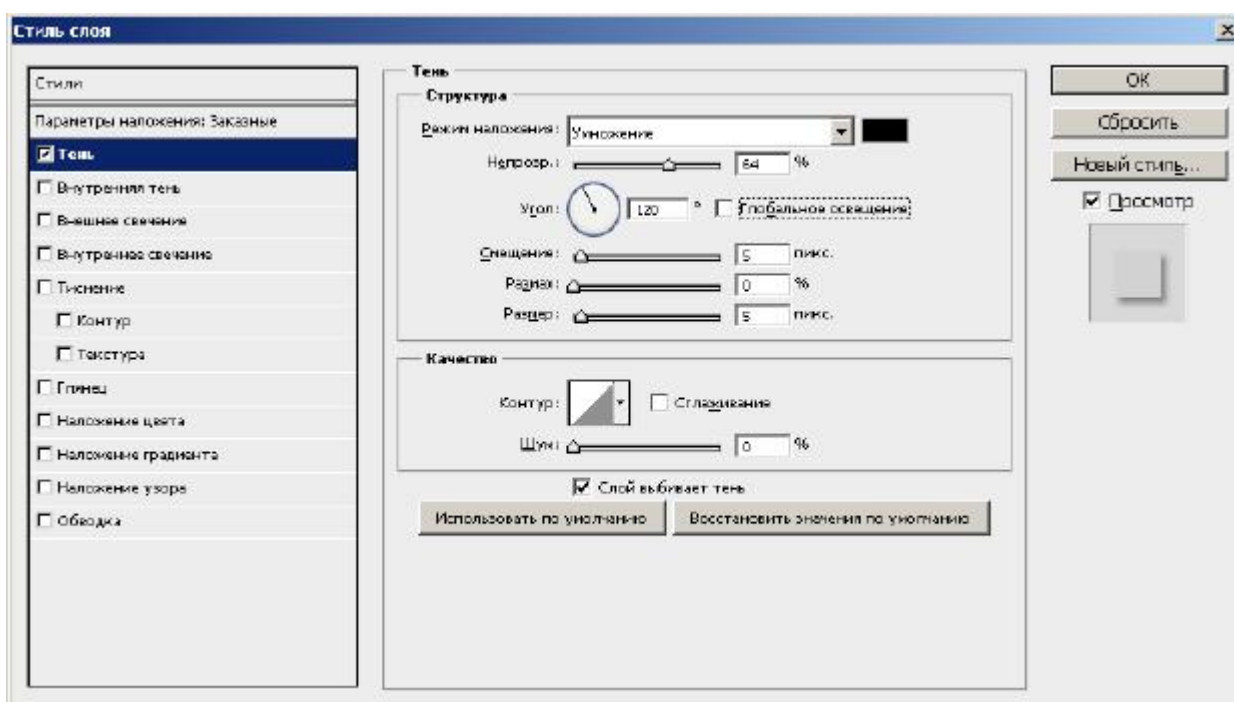 Стиль слоя
Стили
Параметры наложения: Заказные
Тень
Внутренняя тень
Внешнее свечение
Внутреннее свечение
Тиснение
Контур
Текстура
Глянец
Наложение цвета
Наложение градиента
Наложение узора
Обводка
Тень
Структура
Режим наложения: Умножение
Непрозр.: 64 %
Угол: 120 ° Глобальное освещение
Смещение: 5 пикс.
Размах: 0 %
Размер: 5 пикс.
Качество
Контур: Сглаживание
Шум: 0 %
Слой выбивает тень
Использовать по умолчанию Восстановить значения по умолчанию
OK
Сбросить
Новый стиль...
Просмотр